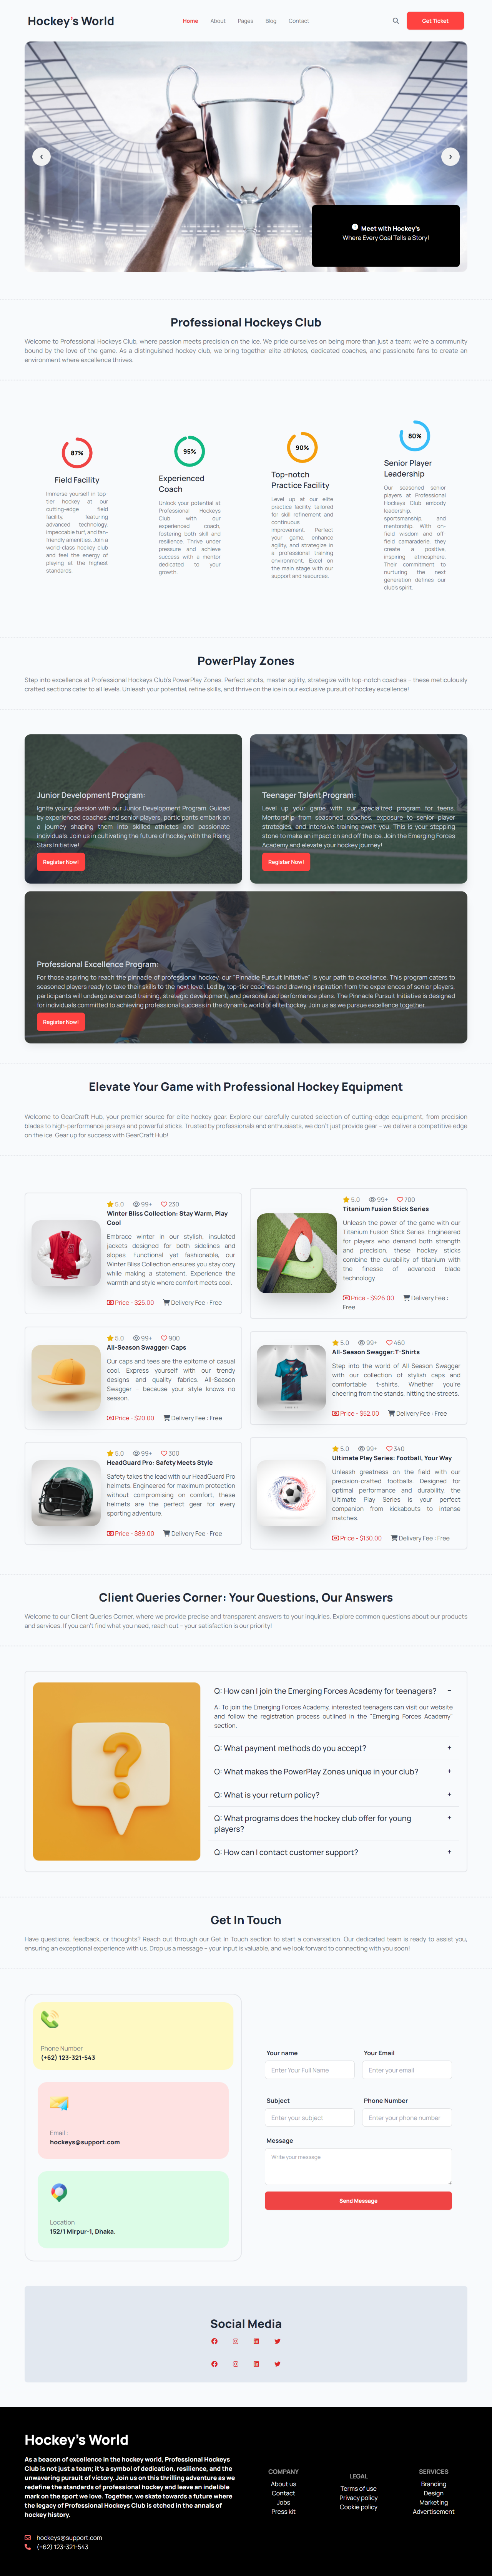 Hockey's World
Home About Pages Blog Contact
Get Ticket
Meet with Hockey's
Where Every Goal Tells a Story!
Professional Hockeys Club
Welcome to Professional Hockeys Club, where passion meets precision on the ice. We pride ourselves on being more than just a team; we're a community
bound by the love of the game. As a distinguished hockey club, we bring together elite athletes, dedicated coaches, and passionate fans to create an
environment where excellence thrives.
87%
Field Facility
Immerse yourself in top-
tier hockey at our
cutting-edge field
facility, featuring
advanced technology,
impeccable turf, and fan-
friendly amenities. Join a
world-class hockey club
and feel the energy of
playing at the highest
standards.
95%
Experienced
Coach
Unlock your potential at
Professional Hockeys
Club with our
experienced coach,
fostering both skill and
resilience. Thrive under
pressure and achieve
success with a mentor
dedicated to your
growth.
90%
Top-notch
Practice Facility
Level up at our elite
practice facility, tailored
for skill refinement and
continuous
improvement. Perfect
your game, enhance
agility, and strategize in
a professional training
environment. Excel on
the main stage with our
support and resources.
80%
Senior Player
Leadership
Our seasoned senior
players at Professional
Hockeys Club embody
leadership,
sportsmanship, and
mentorship. With on-
field wisdom and off-
field camaraderie, they
create a positive,
inspiring atmosphere.
Their commitment to
nurturing the next
generation defines our
club's spirit.
PowerPlay Zones
Step into excellence at Professional Hockeys Club's PowerPlay Zones. Perfect shots, master agility, strategize with top-notch coaches – these meticulously
crafted sections cater to all levels. Unleash your potential, refine skills, and thrive on the ice in our exclusive pursuit of hockey excellence!
Junior Development Program:
Ignite young passion with our Junior Development Program. Guided
by experienced coaches and senior players, participants embark on
a journey shaping them into skilled athletes and passionate
individuals. Join us in cultivating the future of hockey with the Rising
Stars Initiative!
Register Now!
Teenager Talent Program:
Level up your game with our specialized program for teens.
Mentorship from seasoned coaches, exposure to senior player
strategies, and intensive training await you. This is your stepping
stone to make an impact on and off the ice. Join the Emerging Forces
Academy and elevate your hockey journey!
Register Now!
Professional Excellence Program:
For those aspiring to reach the pinnacle of professional hockey, our "Pinnacle Pursuit Initiative" is your path to excellence. This program caters to
seasoned players ready to take their skills to the next level. Led by top-tier coaches and drawing inspiration from the experiences of senior players,
participants will undergo advanced training, strategic development, and personalized performance plans. The Pinnacle Pursuit Initiative is designed
for individuals committed to achieving professional success in the dynamic world of elite hockey. Join us as we pursue excellence together.
Register Now!
Elevate Your Game with Professional Hockey Equipment
Welcome to GearCraft Hub, your premier source for elite hockey gear. Explore our carefully curated selection of cutting-edge equipment, from precision
blades to high-performance jerseys and powerful sticks. Trusted by professionals and enthusiasts, we don't just provide gear – we deliver a competitive edge
on the ice. Gear up for success with GearCraft Hub!
5.0 99+ 230
Winter Bliss Collection: Stay Warm, Play
Cool
Embrace winter in our stylish, insulated
jackets designed for both sidelines and
slopes. Functional yet fashionable, our
Winter Bliss Collection ensures you stay cozy
while making a statement. Experience the
warmth and style where comfort meets cool.
Price - $25.00 Delivery Fee : Free
5.0 99+ 700
Titanium Fusion Stick Series
Unleash the power of the game with our
Titanium Fusion Stick Series. Engineered
for players who demand both strength
and precision, these hockey sticks
combine the durability of titanium with
the finesse of advanced blade
technology.
Price - $926.00 Delivery Fee :
Free
5.0 99+ 900
All-Season Swagger: Caps
Our caps and tees are the epitome of casual
cool. Express yourself with our trendy
designs and quality fabrics. All-Season
Swagger - because your style knows no
season.
Price - $20.00 Delivery Fee : Free
5.0 99+ 460
All-Season Swagger:T-Shirts
Step into the world of All-Season Swagger
with our collection of stylish caps and
comfortable t-shirts. Whether you're
cheering from the stands, hitting the streets.
Price - $52.00 Delivery Fee : Free
5.0 99+ 300
HeadGuard Pro: Safety Meets Style
Safety takes the lead with our HeadGuard Pro
helmets. Engineered for maximum protection
without compromising on comfort, these
helmets are the perfect gear for every
sporting adventure.
Price - $89.00 Delivery Fee : Free
5.0 99+ 340
Ultimate Play Series: Football, Your Way
Unleash greatness on the field with our
precision-crafted footballs. Designed for
optimal performance and durability, the
Ultimate Play Series is your perfect
companion from kickabouts to intense
matches.
Price - $130.00 Delivery Fee : Free
Client Queries Corner: Your Questions, Our Answers
Welcome to our Client Queries Corner, where we provide precise and transparent answers to your inquiries. Explore common questions about our products
and services. If you can't find what you need, reach out – your satisfaction is our priority!
Q: How can I join the Emerging Forces Academy for teenagers? −
A: To join the Emerging Forces Academy, interested teenagers can visit our website
and follow the registration process outlined in the "Emerging Forces Academy"
section.
Q: What payment methods do you accept? +
Q: What makes the PowerPlay Zones unique in your club? +
Q: What is your return policy? +
Q: What programs does the hockey club offer for young +
players?
Q: How can I contact customer support? +
Get In Touch
Have questions, feedback, or thoughts? Reach out through our Get in Touch section to start a conversation. Our dedicated team is ready to assist you,
ensuring an exceptional experience with us. Drop us a message – your input is valuable, and we look forward to connecting with you soon!
Phone Number
(+62) 123-321-543
Email :
hockeys@support.com
Location
152/1 Mirpur-1, Dhaka.
Your name Your Email
Enter Your Full Name Enter your email
Subject Phone Number
Enter your subject Enter your phone number
Message
Write your message
Send Message
Social Media
Hockey's World
As a beacon of excellence in the hockey world, Professional Hockeys
Club is not just a team; it's a symbol of dedication, resilience, and the
unwavering pursuit of victory. Join us on this thrilling adventure as we
redefine the standards of professional hockey and leave an indelible
mark on the sport we love. Together, we skate towards a future where
the legacy of Professional Hockeys Club is etched in the annals of
hockey history.
hockeys@support.com
(+62) 123-321-543
COMPANY
About us
Contact
Jobs
Press kit
LEGAL
Terms of use
Privacy policy
Cookie policy
SERVICES
Branding
Design
Marketing
Advertisement